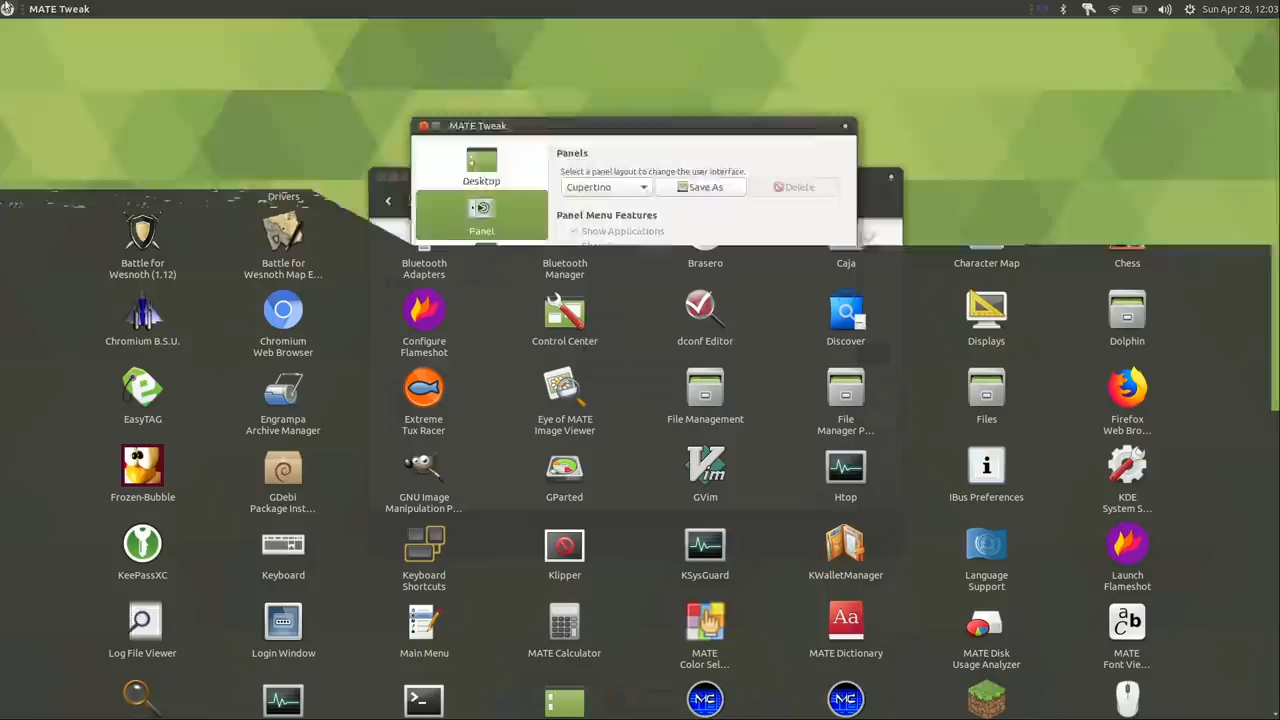 MATE Tweak
Sun Apr 28, 12:03
MATE Tweak
Panels
Select a panel layout to change the user interface.
Desktop
Cupertino
Save As
Delete
Panel Menu Features
Panel
Show Applications
Drivers
Battle for
Wesnoth (1.12)
Battle for
Wesnoth Map E...
Bluetooth
Adapters
Bluetooth
Manager
Brasero
Caja
Character Map
Chess
Chromium B.S.U.
Chromium
Web Browser
Configure
Flameshot
Control Center
dconf Editor
Discover
Displays
Dolphin
EasyTAG
Engrampa
Archive Manager
Extreme
Tux Racer
Eye of MATE
Image Viewer
File Management
File
Manager P...
Files
Firefox
Web Bro...
Frozen-Bubble
GDebi
Package Inst...
GNU Image
Manipulation P...
GParted
GVim
Htop
IBus Preferences
KDE
System S...
KeePassXC
Keyboard
Keyboard
Shortcuts
Klipper
KSysGuard
KWalletManager
Language
Support
Launch
Flameshot
Log File Viewer
Login Window
Main Menu
MATE Calculator
MATE
Color Sel...
Aa
MATE Dictionary
MATE Disk
Usage Analyzer
MATE
Font Vie...